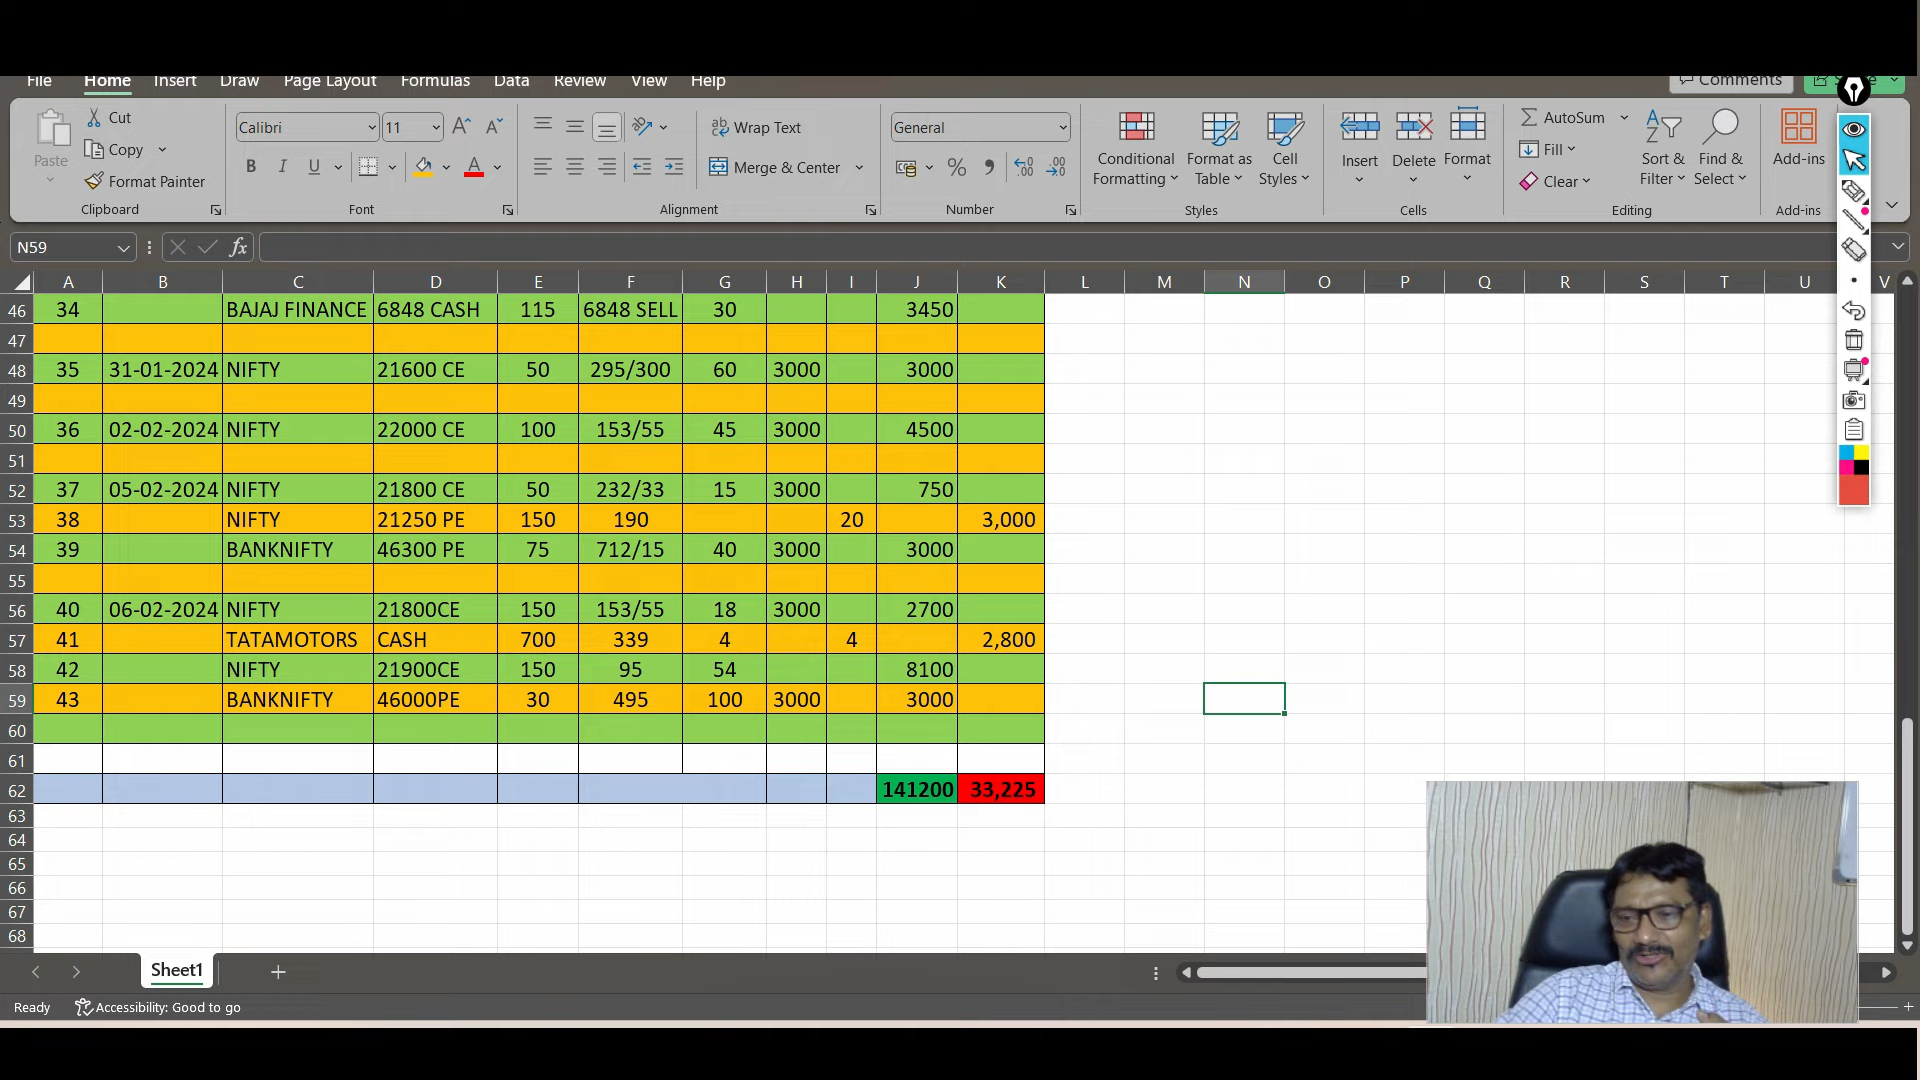 File Home Insert Draw Page Layout Formulas Data Review View Help Comments
Paste Cut Copy Format Painter Clipboard
Calibri 11 B I U A Font
Wrap Text Merge & Center Alignment
General % Number
Conditional Formatting Format as Table Cell Styles Styles
Insert Delete Format Cells
AutoSum Fill Clear Sort & Filter Find & Select Editing
Add-ins Add-ins
N59 fx
A B C D E F G H I J K L M N O P Q R S T U V
46 34 BAJAJ FINANCE 6848 CASH 115 6848 SELL 30 3450
47
48 35 31-01-2024 NIFTY 21600 CE 50 295/300 60 3000 3000
49
50 36 02-02-2024 NIFTY 22000 CE 100 153/55 45 3000 4500
51
52 37 05-02-2024 NIFTY 21800 CE 50 232/33 15 3000 750
53 38 NIFTY 21250 PE 150 190 20 3,000
54 39 BANKNIFTY 46300 PE 75 712/15 40 3000 3000
55
56 40 06-02-2024 NIFTY 21800CE 150 153/55 18 3000 2700
57 41 TATAMOTORS CASH 700 339 4 4 2,800
58 42 NIFTY 21900CE 150 95 54 8100
59 43 BANKNIFTY 46000PE 30 495 100 3000 3000
60
61
62 141200 33,225
63
64
65
66
67
68
Sheet1
Ready Accessibility: Good to go